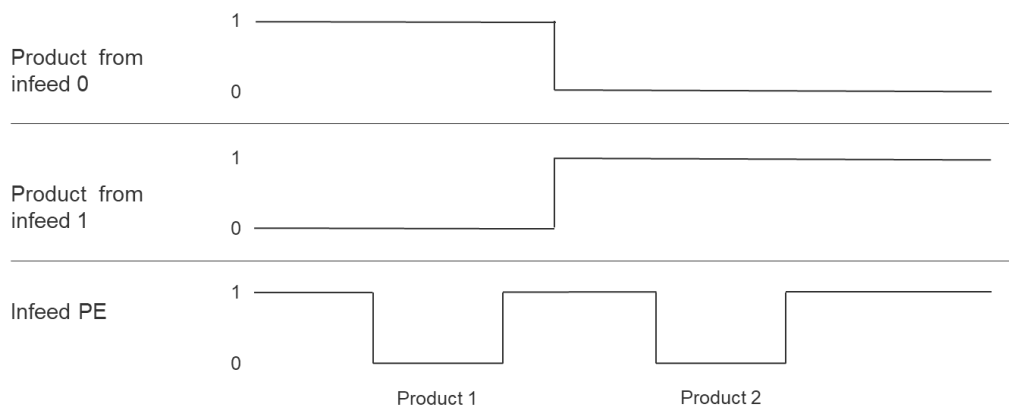 1
Product from
infeed 0
0
1
Product from
infeed 1
0
1
Infeed PE
0
Product 1
Product 2